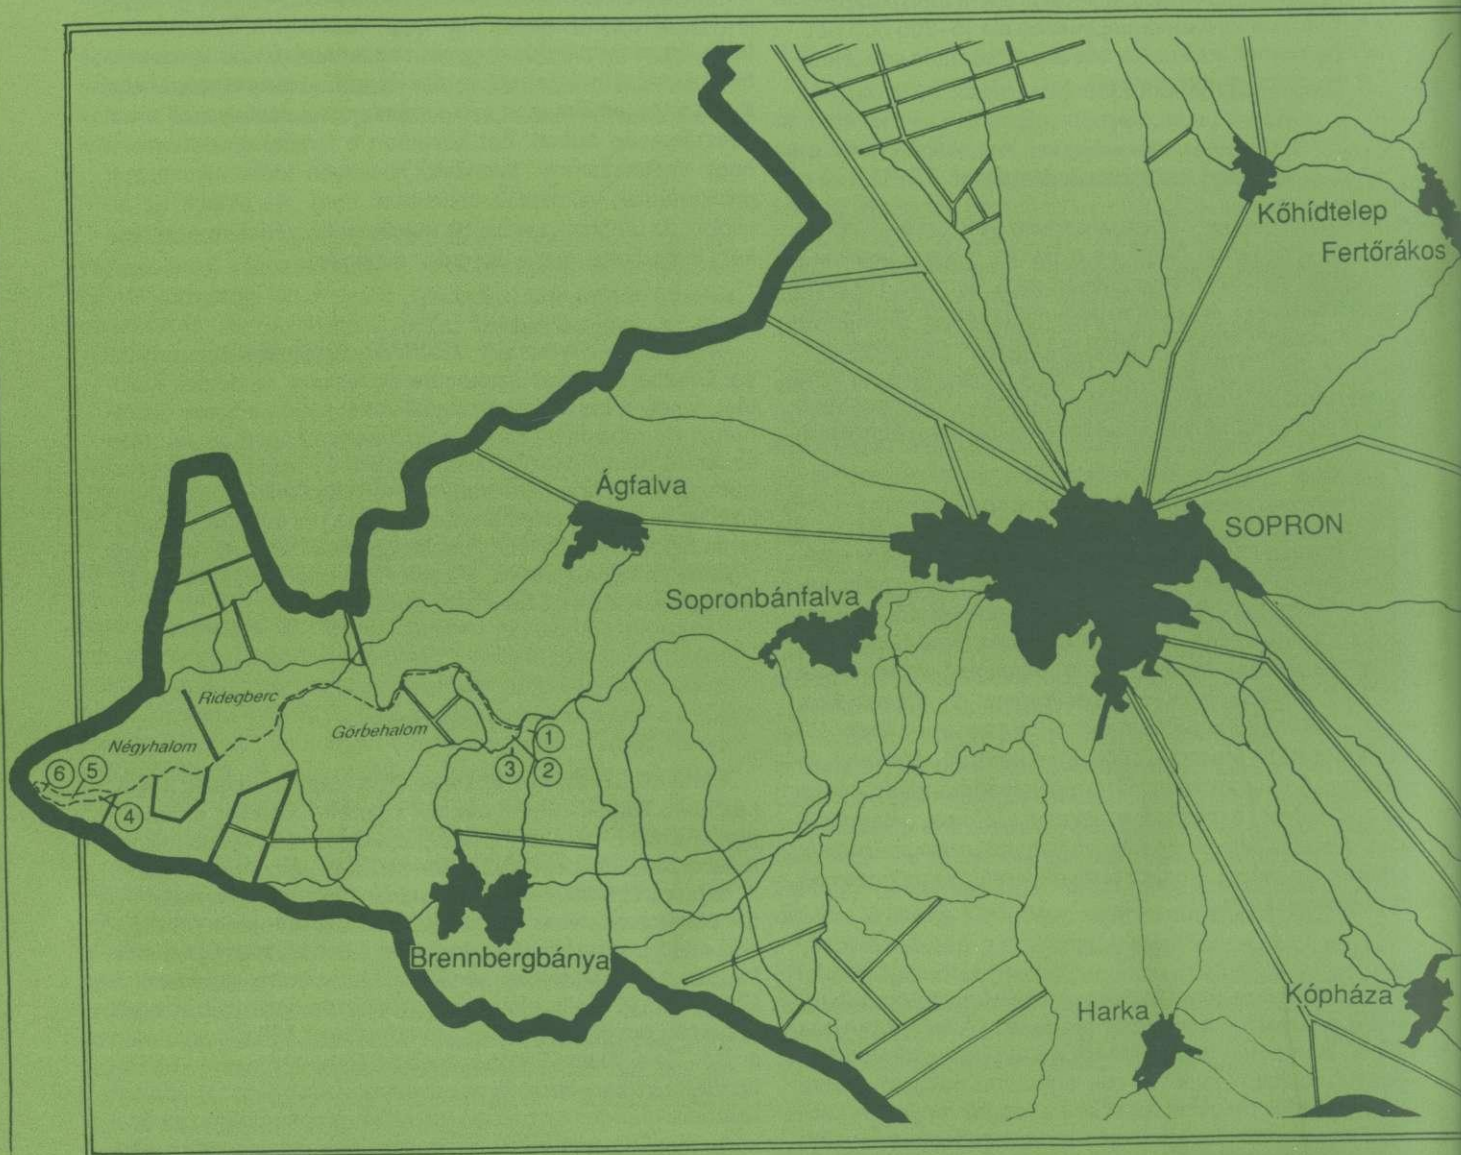 Kőhídtelep
Fertőrákos
Ágfalva
SOPRON
Sopronbánfalva
Ridegberc
Görbehalom
Négyhalom
1
6
5
3
2
4
Brennbergbánya
Kópháza
Harka